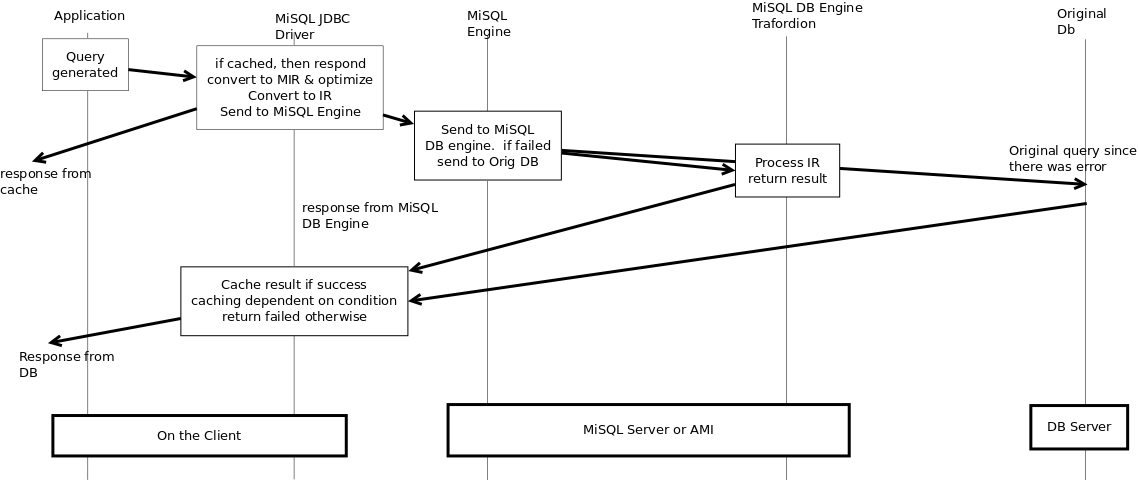 Application
MiSQL JDBC
Driver
MiSQL
Engine
MiSQL DB Engine
Trafordion
Original
Db
Query
generated
if cached, then respond
convert to MIR & optimize
Convert to IR
Send to MiSQL Engine
Send to MiSQL
DB engine.  if failed
send to Orig DB
Process IR
return result
Original query since
there was error
response from
cache
response from MiSQL
DB Engine
Cache result if success
caching dependent on condition
return failed otherwise
Response from
DB
On the Client
MiSQL Server or AMI
DB Server